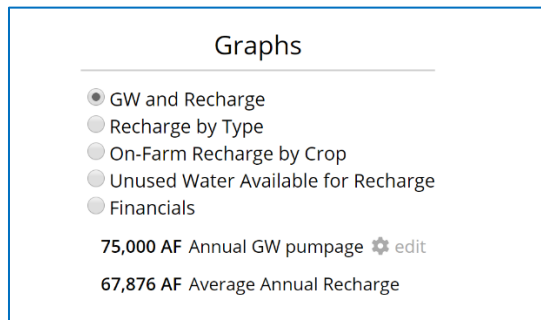 Graphs
GW and Recharge
Recharge by Type
On-Farm Recharge by Crop
Unused Water Available for Recharge
Financials
75,000 AF Annual GW pumpage edit
67,876 AF Average Annual Recharge